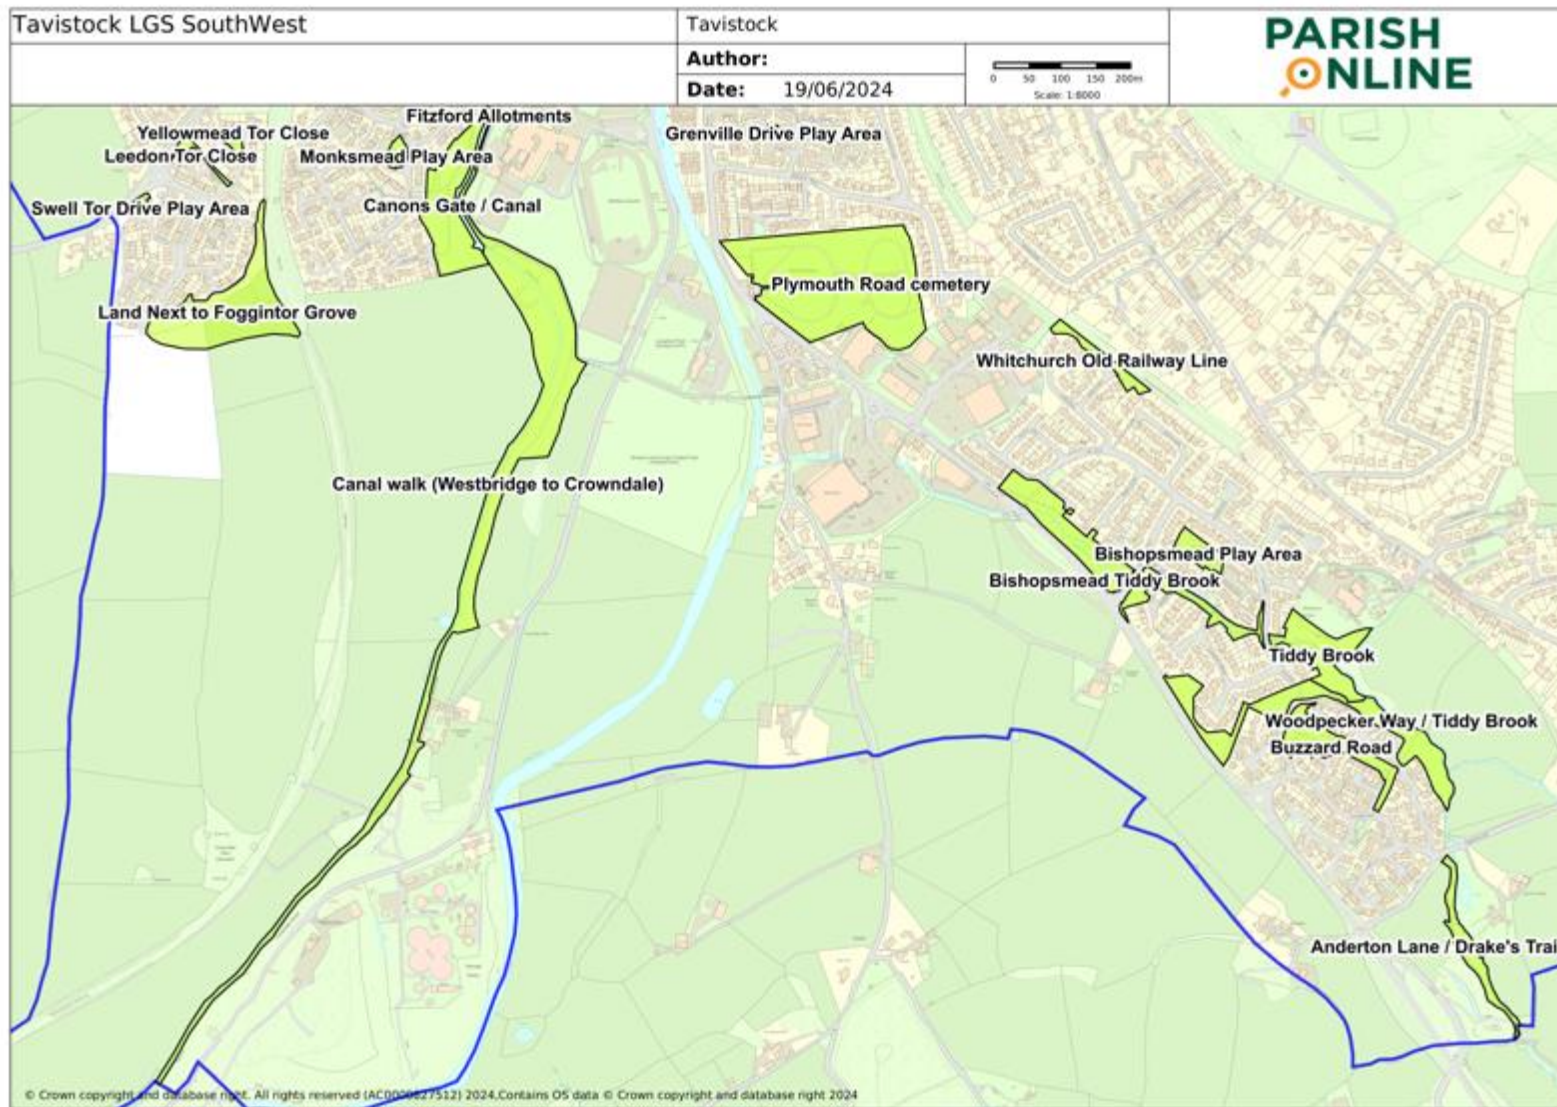 Tavistock LGS SouthWest
Tavistock
Author:
Date: 19/06/2024
0 50 100 150 200m
Scale: 1:8000
PARISH
ONLINE
Fitzford Allotments
Yellowmead Tor Close
Grenville Drive Play Area
Leedon Tor Close
Monksmead Play Area
Canons Gate / Canal
Swell Tor Drive Play Area
Plymouth Road cemetery
Land Next to Foggintor Grove
Whitchurch Old Railway Line
Canal walk (Westbridge to Crowndale)
Bishopsmead Play Area
Bishopsmead Tiddy Brook
Tiddy Brook
Woodpecker Way / Tiddy Brook
Buzzard Road
Anderton Lane / Drake's Trai
© Crown copyright and database right. All rights reserved (AC0000827512) 2024.Contains OS data © Crown copyright and database right 2024